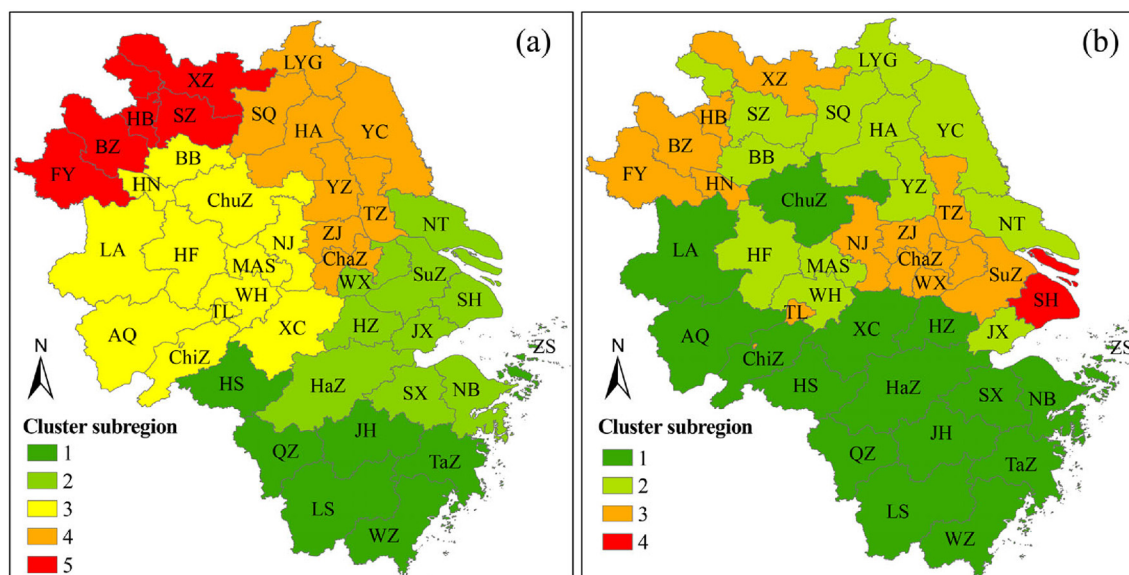 (a)
LYG
XZ
SQ
SZ
HB
HA
YC
BZ
BB
FY
HN
YZ
ChuZ
TZ
NT
LA
HF
NJ
ZJ
MAS
ChaZ
WX
SuZ
WH
SH
TL
XC
HZ
JX
AQ
ChiZ
N
ZS
HS
HaZ
SX
NB
Cluster subregion
1
2
3
4
5
JH
QZ
TaZ
LS
WZ
(b)
LYG
XZ
SQ
SZ
HB
HA
YC
BZ
BB
FY
HN
YZ
ChuZ
TZ
NT
LA
HF
NJ
ZJ
MAS
ChaZ
WX
SuZ
WH
SH
TL
XC
HZ
JX
AQ
ChiZ
N
ZS
HS
HaZ
SX
NB
Cluster subregion
1
2
3
4
JH
QZ
TaZ
LS
WZ